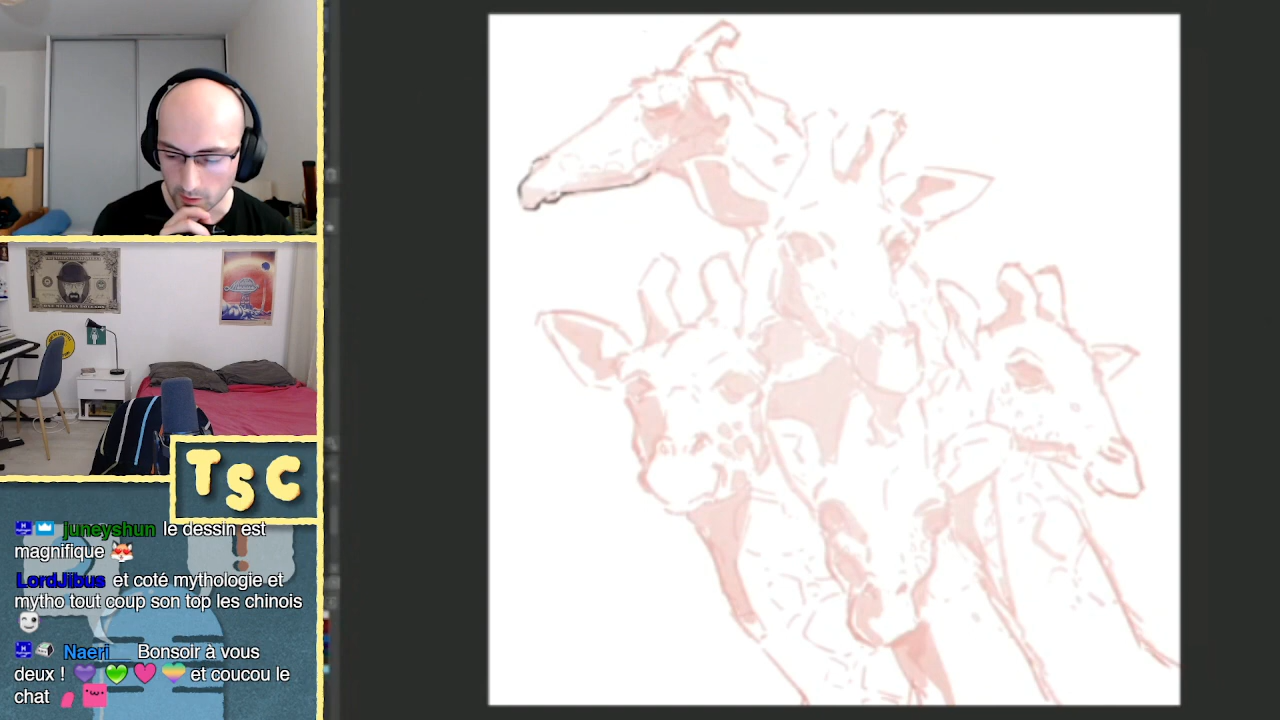 TSC
juneyshun le dessin est
magnifique
LordJibus et coté mythologie et
mytho tout coup son top les chinois
Naeri__ Bonsoir à vous
deux ! et coucou le
chat